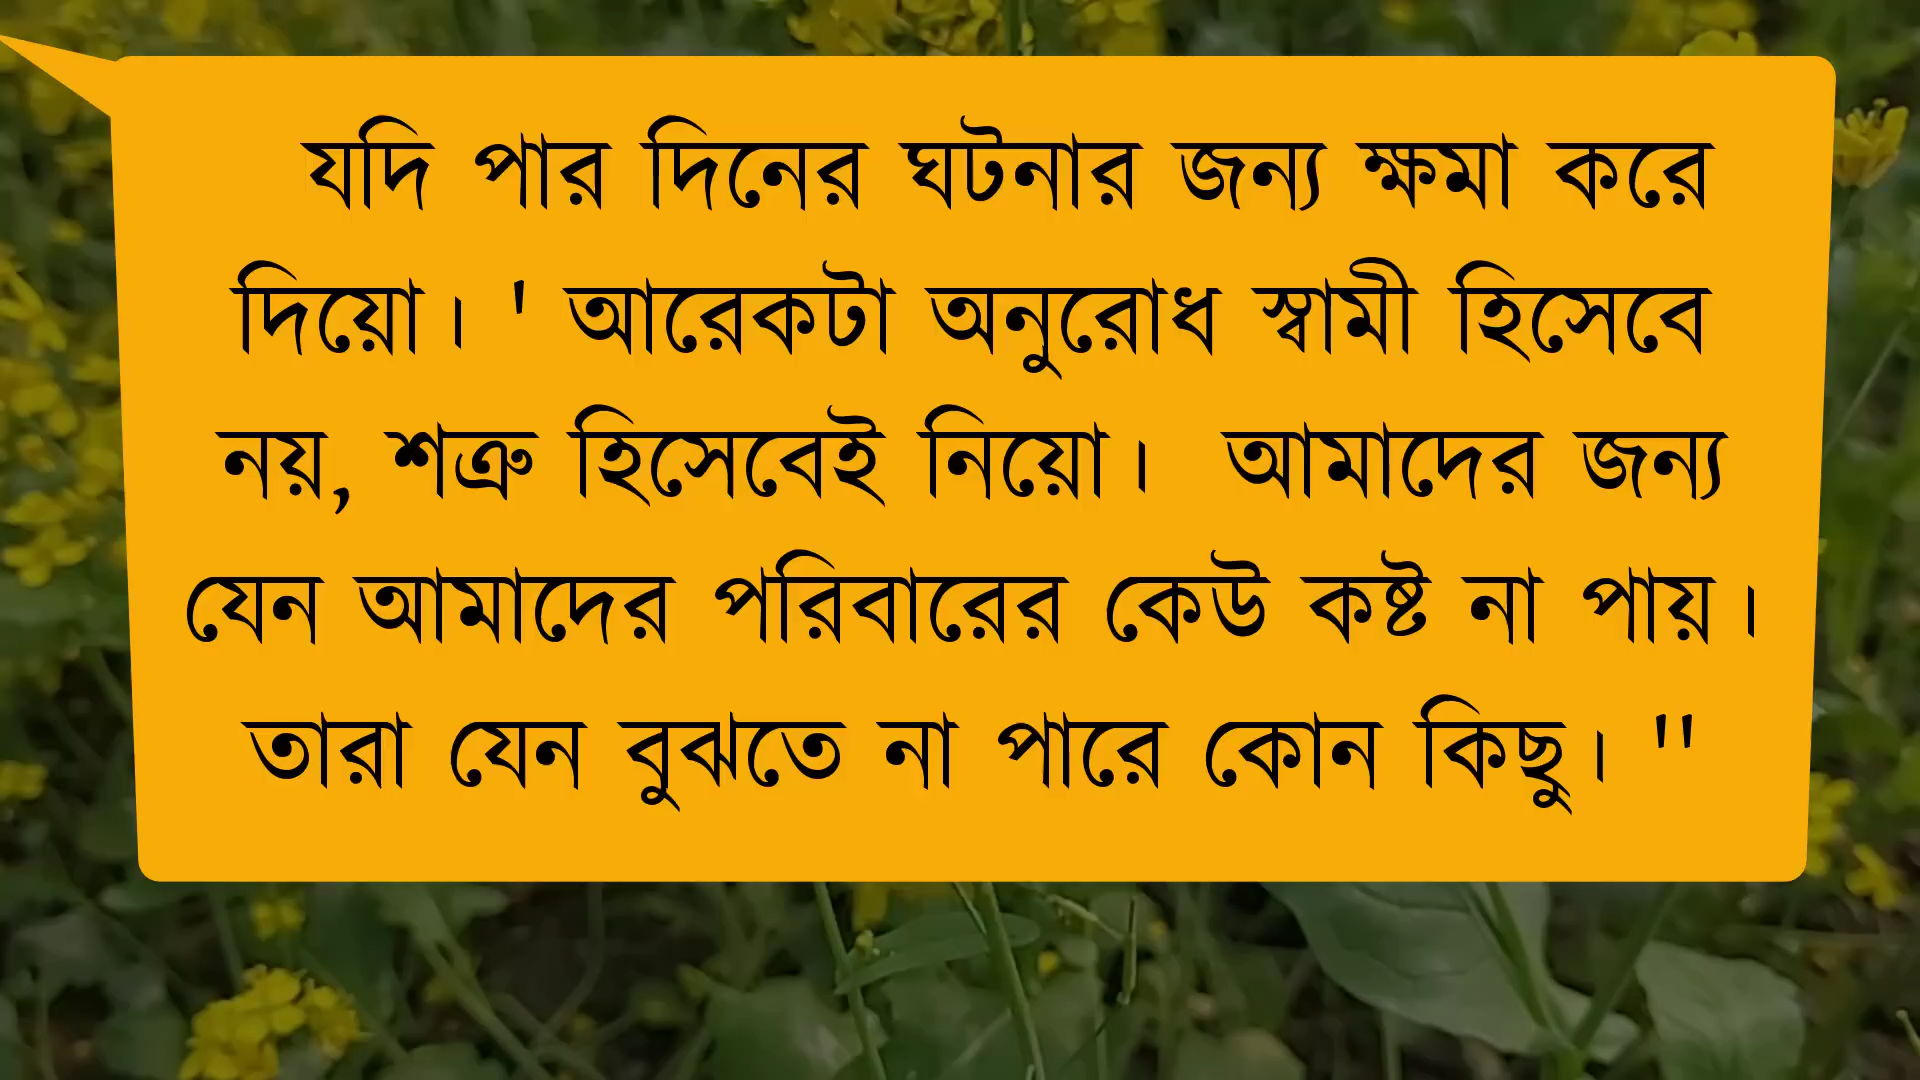 যদি পার দিনের ঘটনার জন্য ক্ষমা করে
দিয়ো। ' আরেকটা অনুরোধ স্বামী হিসেবে
নয়, শত্রু হিসেবেই নিয়ো। আমাদের জন্য
যেন আমাদের পরিবারের কেউ কষ্ট না পায়।
তারা যেন বুঝতে না পারে কোন কিছু। ''